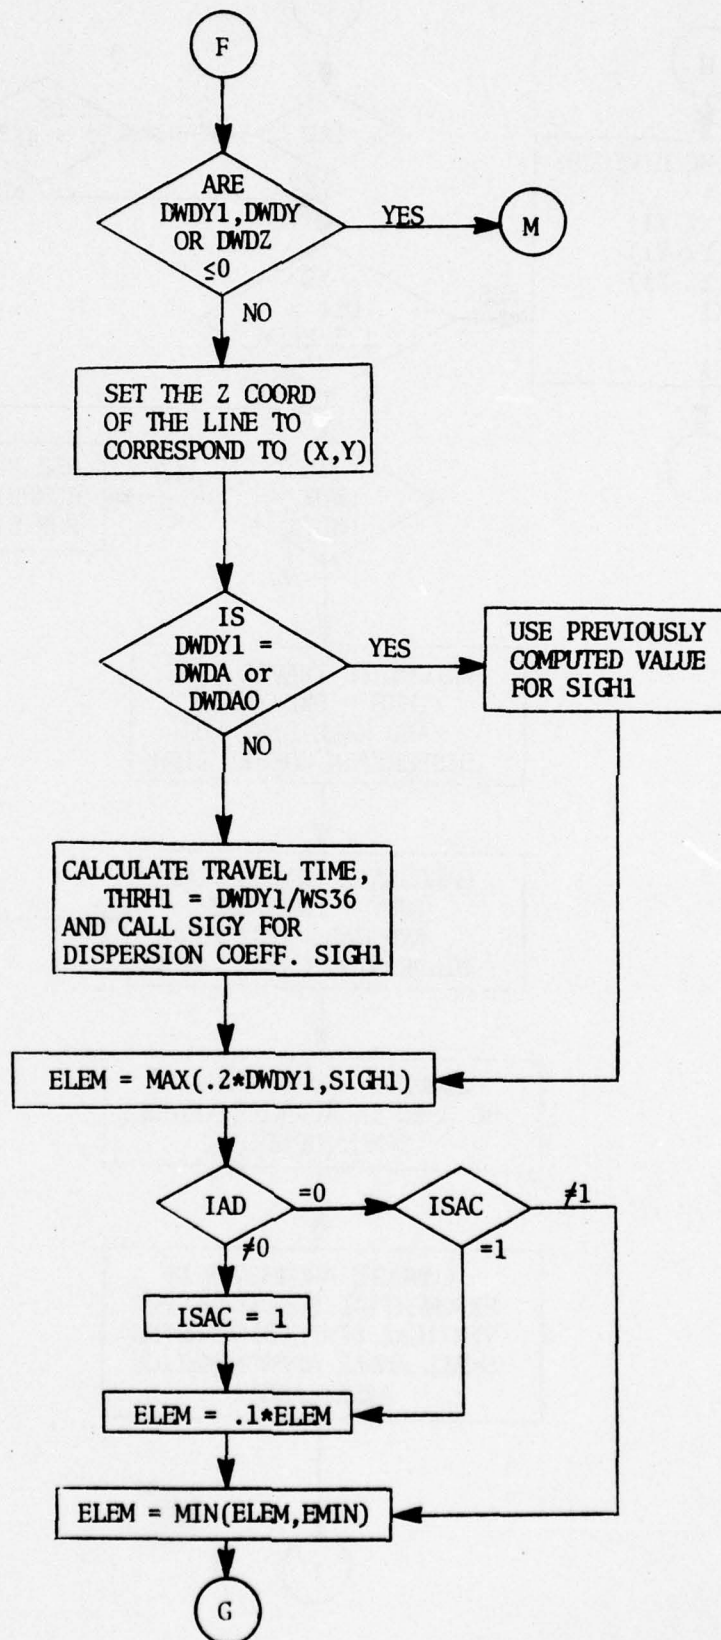 F
ARE
DWDY1,DWDY
OR DWDZ
≤0
YES
M
NO
SET THE Z COORD
OF THE LINE TO
CORRESPOND TO (X,Y)
IS
DWDY1 =
DWDA or
DWDAO
YES
USE PREVIOUSLY
COMPUTED VALUE
FOR SIGH1
NO
CALCULATE TRAVEL TIME,
THRH1 = DWDY1/WS36
AND CALL SIGY FOR
DISPERSION COEFF. SIGH1
ELEM = MAX(.2*DWDY1,SIGH1)
IAD
=0
ISAC
≠1
≠0
=1
ISAC = 1
ELEM = .1*ELEM
ELEM = MIN(ELEM,EMIN)
G